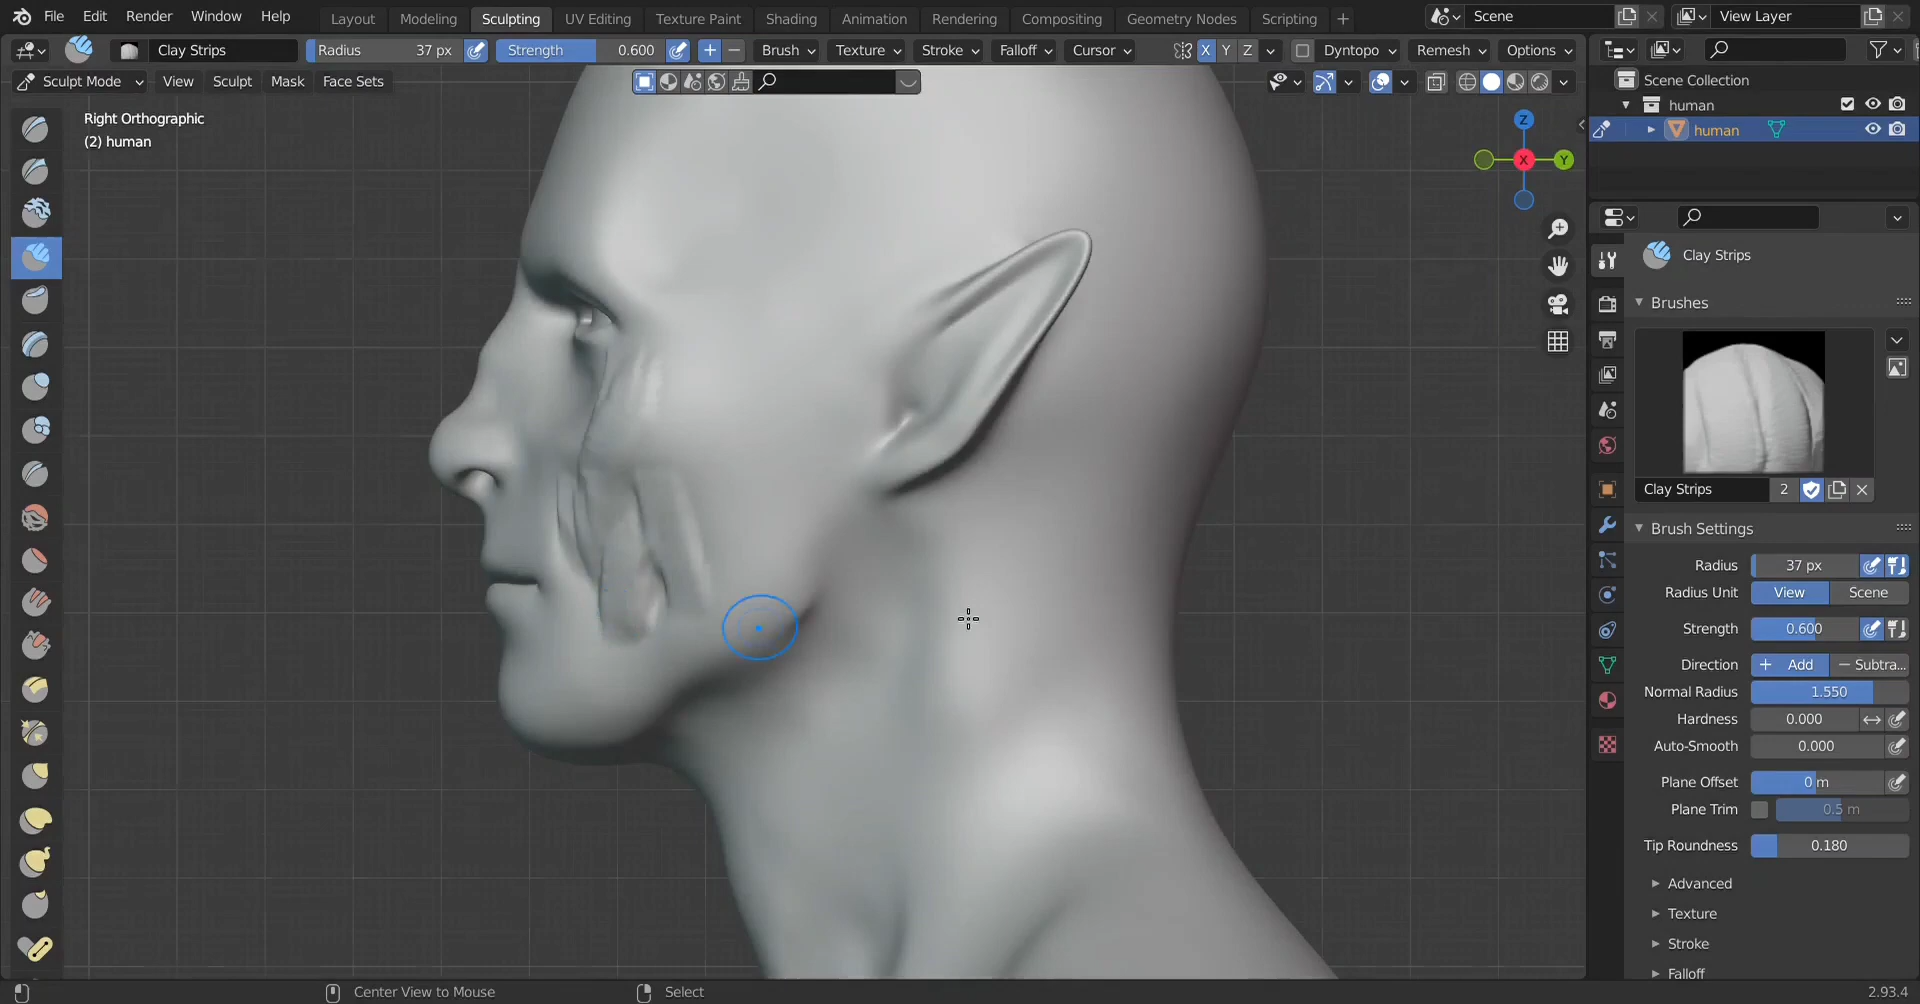 File Edit Render Window Help Layout Modeling Sculpting UV Editing Texture Paint Shading Animation Rendering Compositing Geometry Nodes Scripting + Scene View Layer
Clay Strips Radius 37 px Strength 0.600 + − Brush Texture Stroke Falloff Cursor X Y Z Dyntopo Remesh Options
Sculpt Mode View Sculpt Mask Face Sets
Scene Collection
human
human
Right Orthographic
(2) human
Z
X Y
Clay Strips
Brushes
Clay Strips 2
Brush Settings
Radius 37 px
Radius Unit View Scene
Strength 0.600
Direction + Add − Subtra...
Normal Radius 1.550
Hardness 0.000
Auto-Smooth 0.000
Plane Offset 0 m
Plane Trim 0.5 m
Tip Roundness 0.180
Advanced
Texture
Stroke
Falloff
Center View to Mouse Select 2.93.4